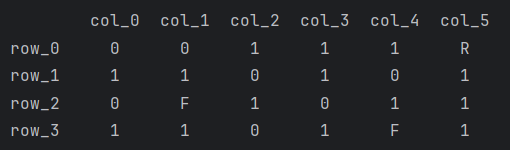 col_0 col_1 col_2 col_3 col_4 col_5
row_0 0 0 1 1 1 R
row_1 1 1 0 1 0 1
row_2 0 F 1 0 1 1
row_3 1 1 0 1 F 1